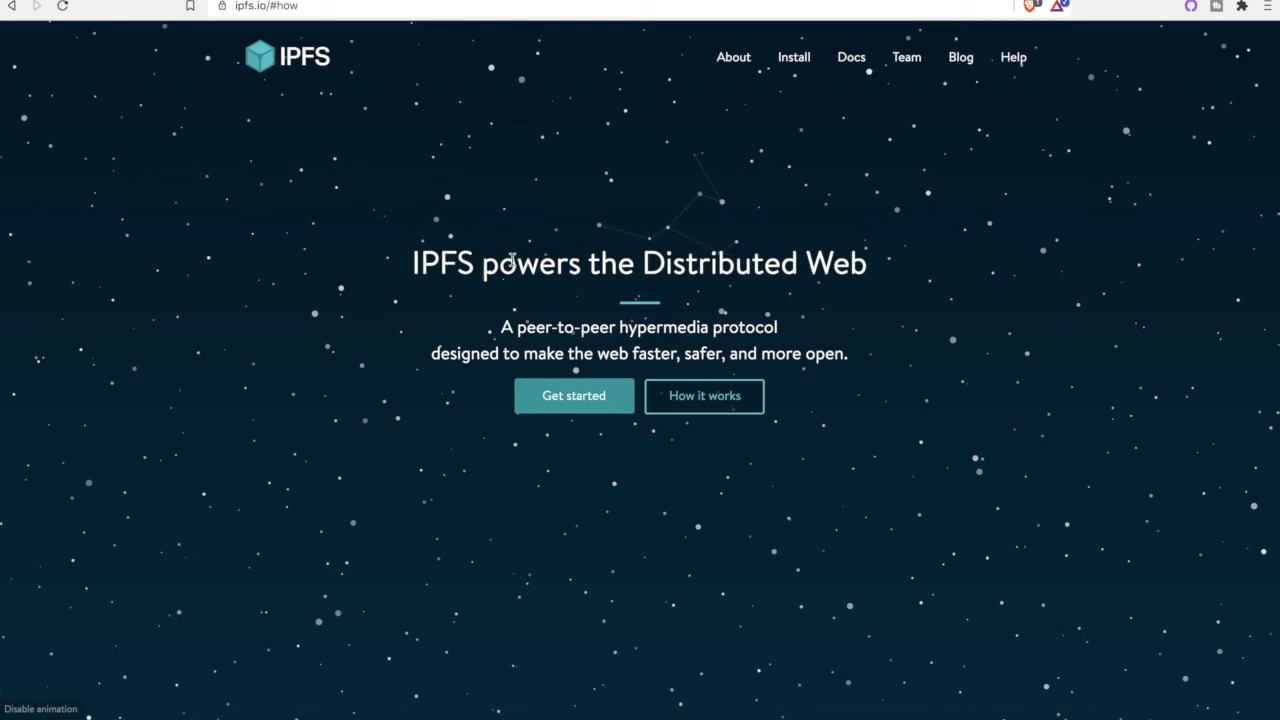 ipfs.io/#how
IPFS
About Install Docs Team Blog Help
IPFS powers the Distributed Web
A peer-to-peer hypermedia protocol
designed to make the web faster, safer, and more open.
Get started How it works
Disable animation